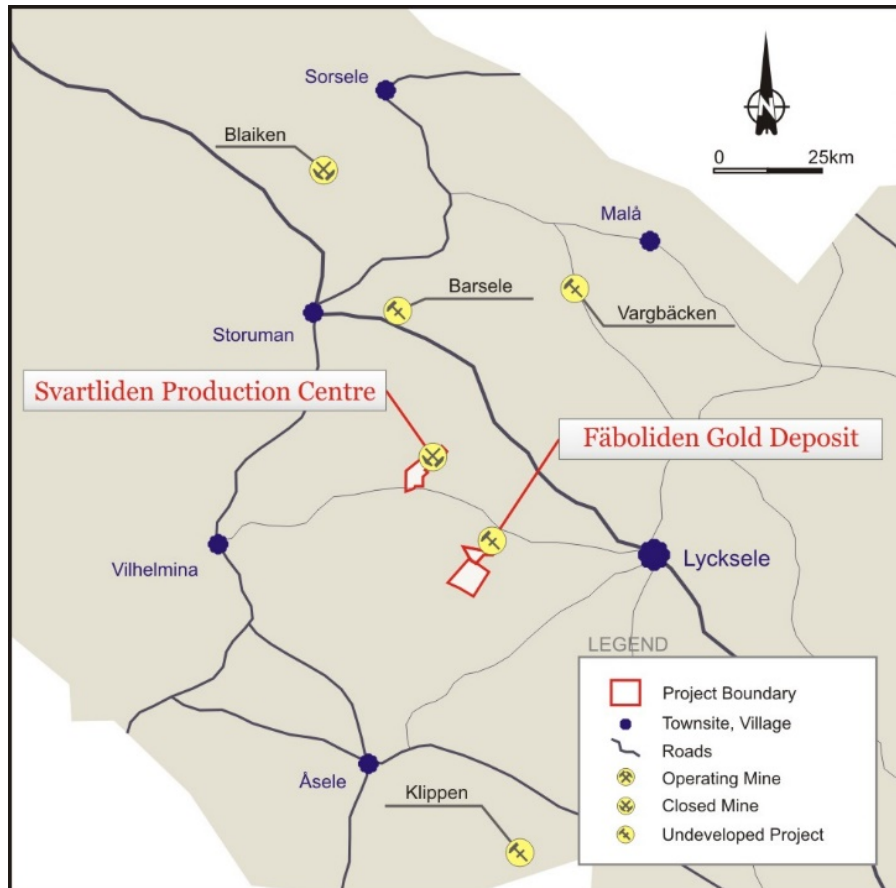 Sorsele
Blaiken
N
0 25km
Malå
Barsele
Vargbäcken
Storuman
Svartliden Production Centre
Fäboliden Gold Deposit
Vilhelmina
Lycksele
LEGEND
Project Boundary
Townsite, Village
Roads
Operating Mine
Closed Mine
Undeveloped Project
Åsele
Klippen